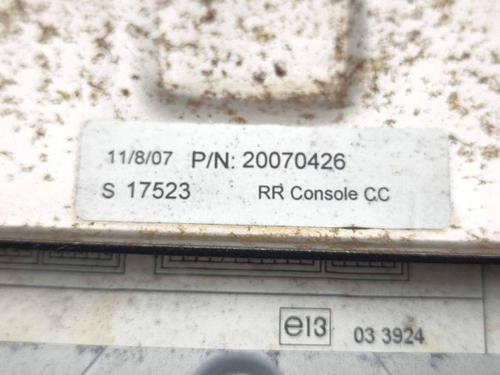 11/8/07 P/N: 20070426
S 17523 RR Console CC
e13 03 3924